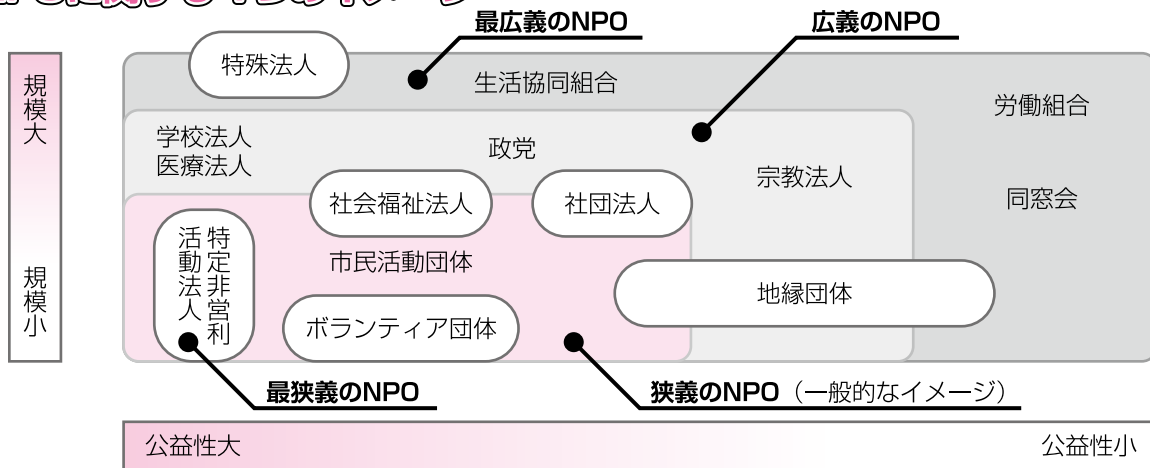 最広義のNPO
広義のNPO
規模大
特殊法人
生活協同組合
労働組合
学校法人
医療法人
政党
宗教法人
同窓会
社会福祉法人
社団法人
特定非営利
活動法人
市民活動団体
地縁団体
規模小
ボランティア団体
最狭義のNPO
狭義のNPO（一般的なイメージ）
公益性大
公益性小